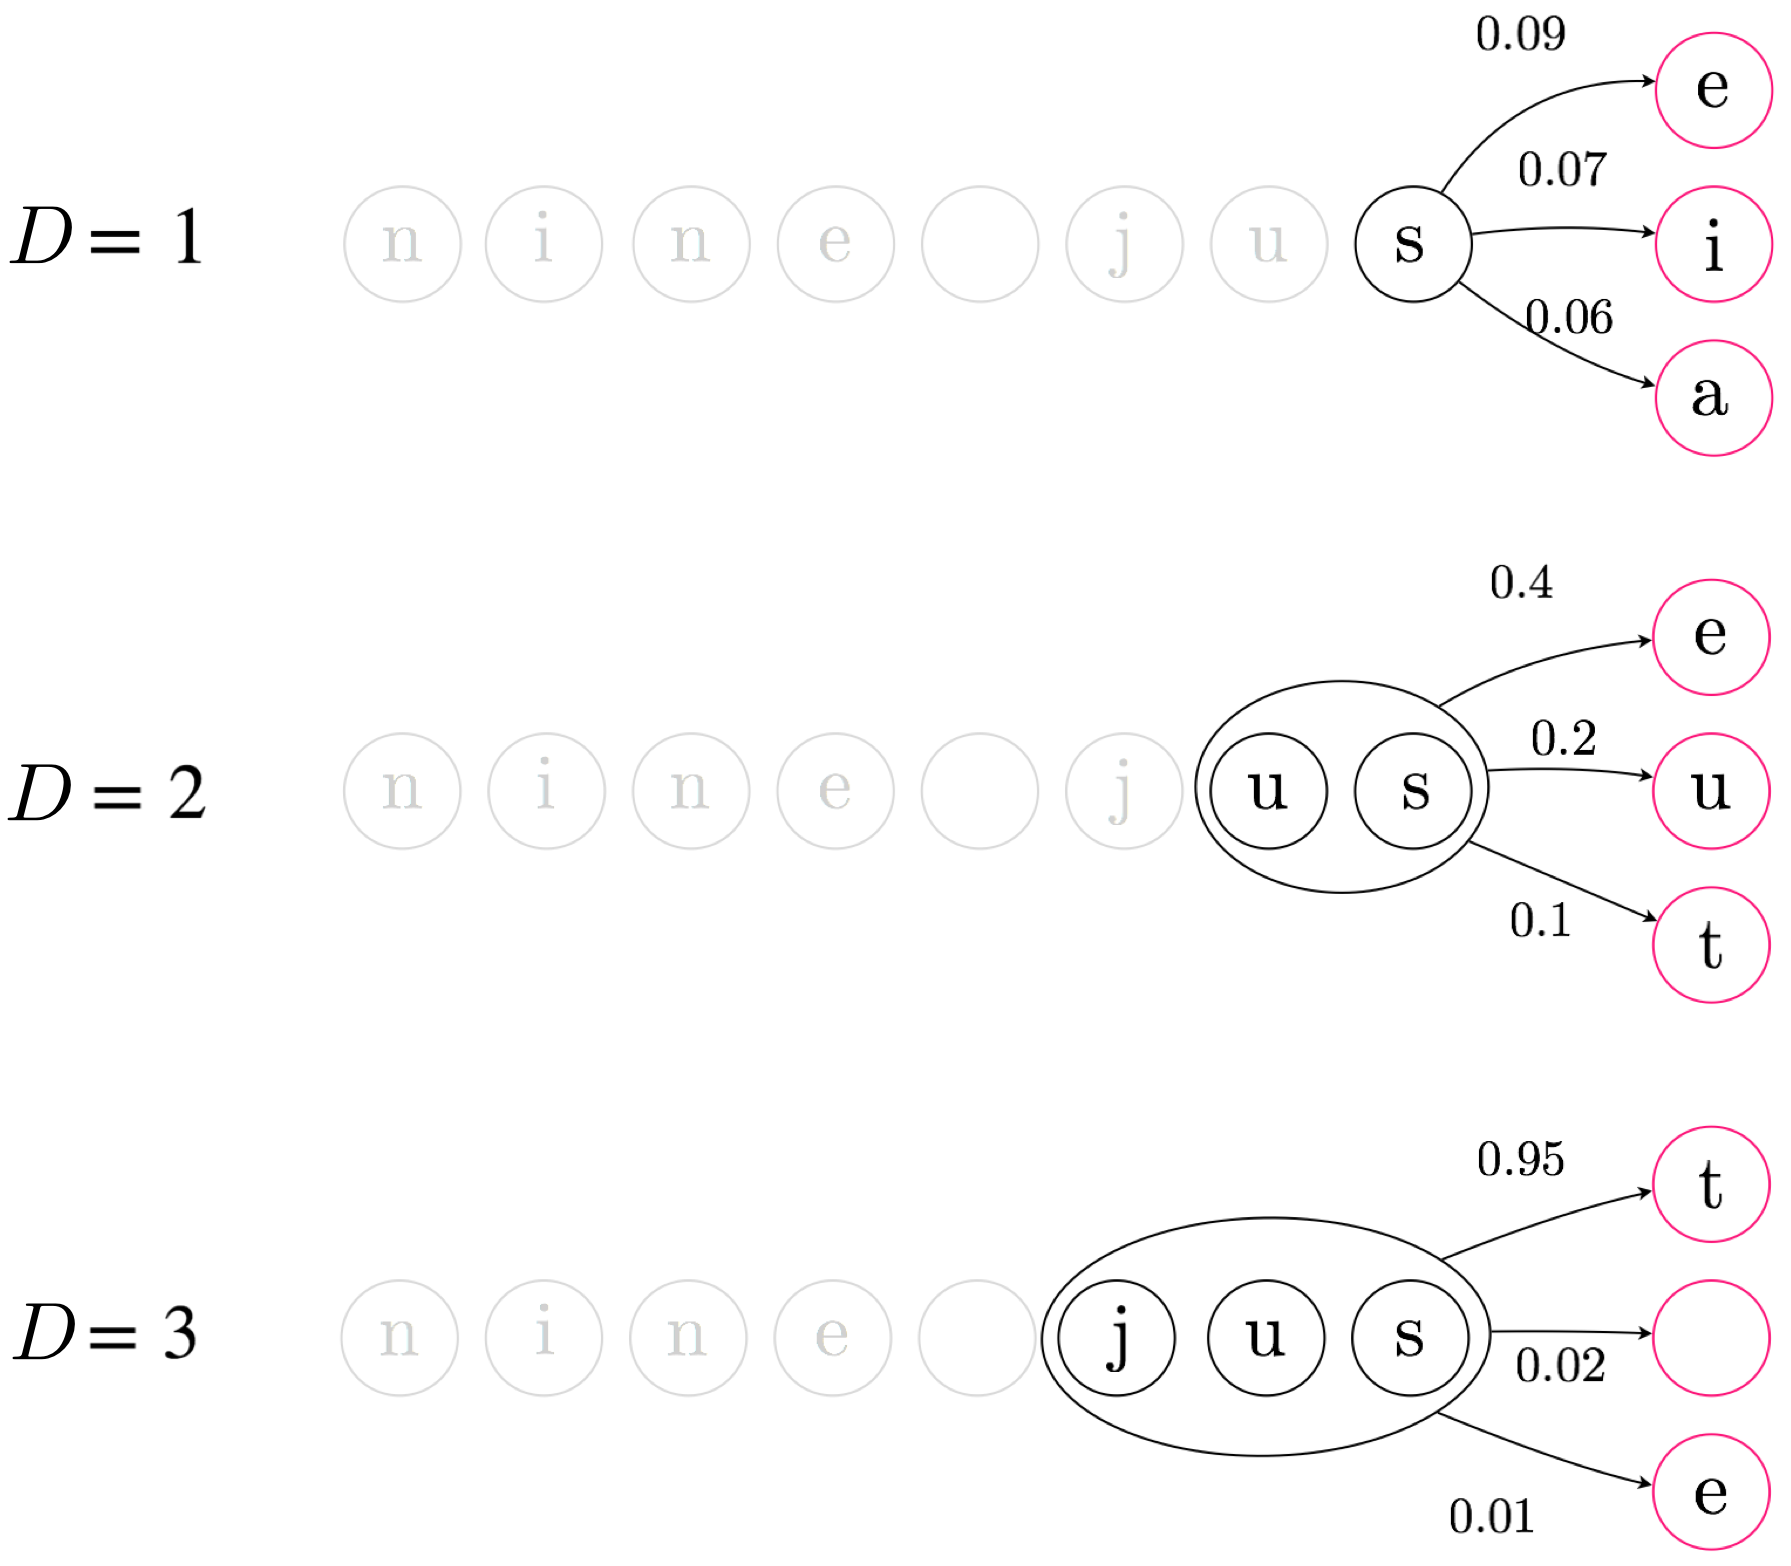 0.09
e
0.07
D = 1 n i n e j u s i
0.06
a
0.4
e
0.2
D = 2 n i n e j u s u
0.1
t
0.95
t
D = 3 n i n e j u s
0.02
e
0.01